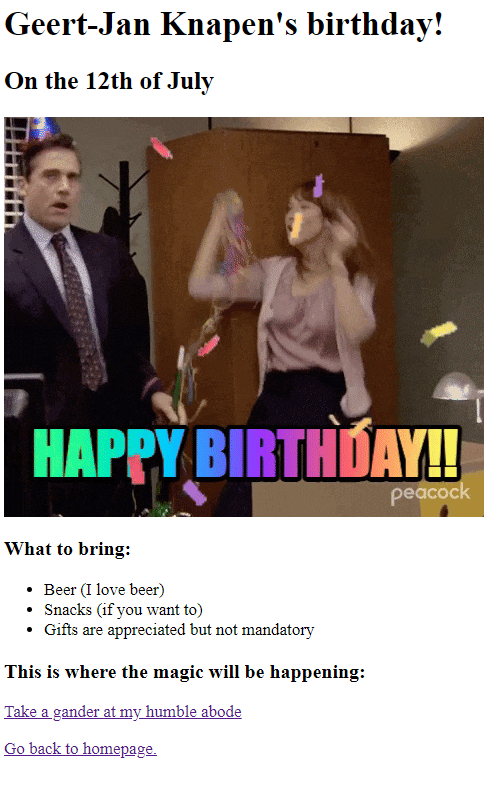 Geert-Jan Knapen's birthday!
On the 12th of July
HAPPY BIRTHDAY!!
peacock
What to bring:
Beer (I love beer)
Snacks (if you want to)
Gifts are appreciated but not mandatory
This is where the magic will be happening:
Take a gander at my humble abode
Go back to homepage.